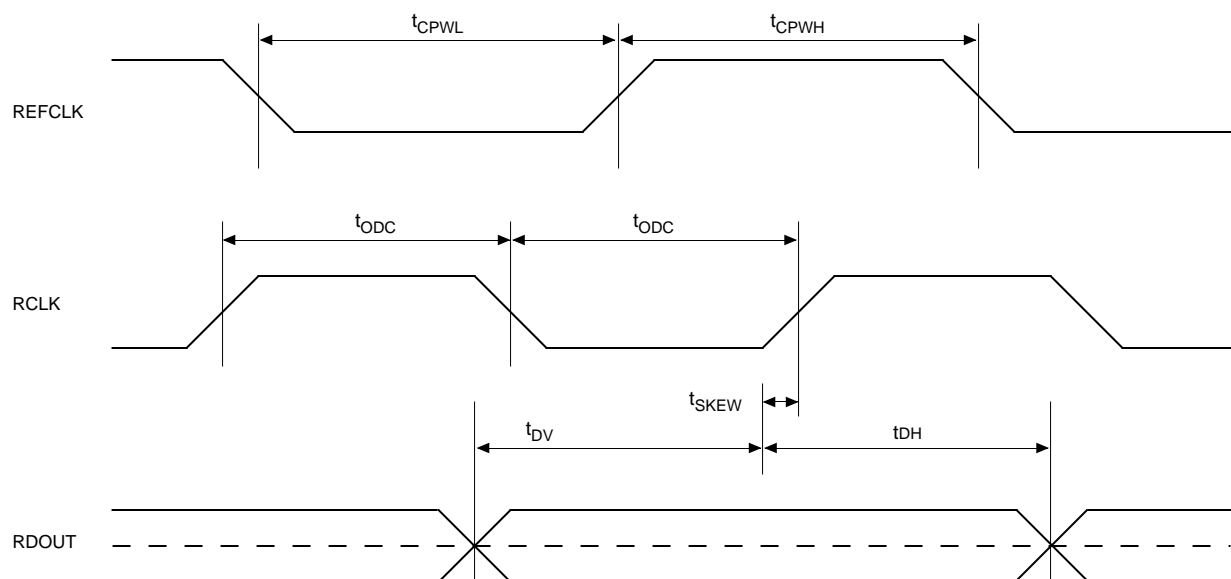 tCPWL tCPWH
REFCLK
tODC tODC
RCLK
tSKEW
tDV tDH
RDOUT